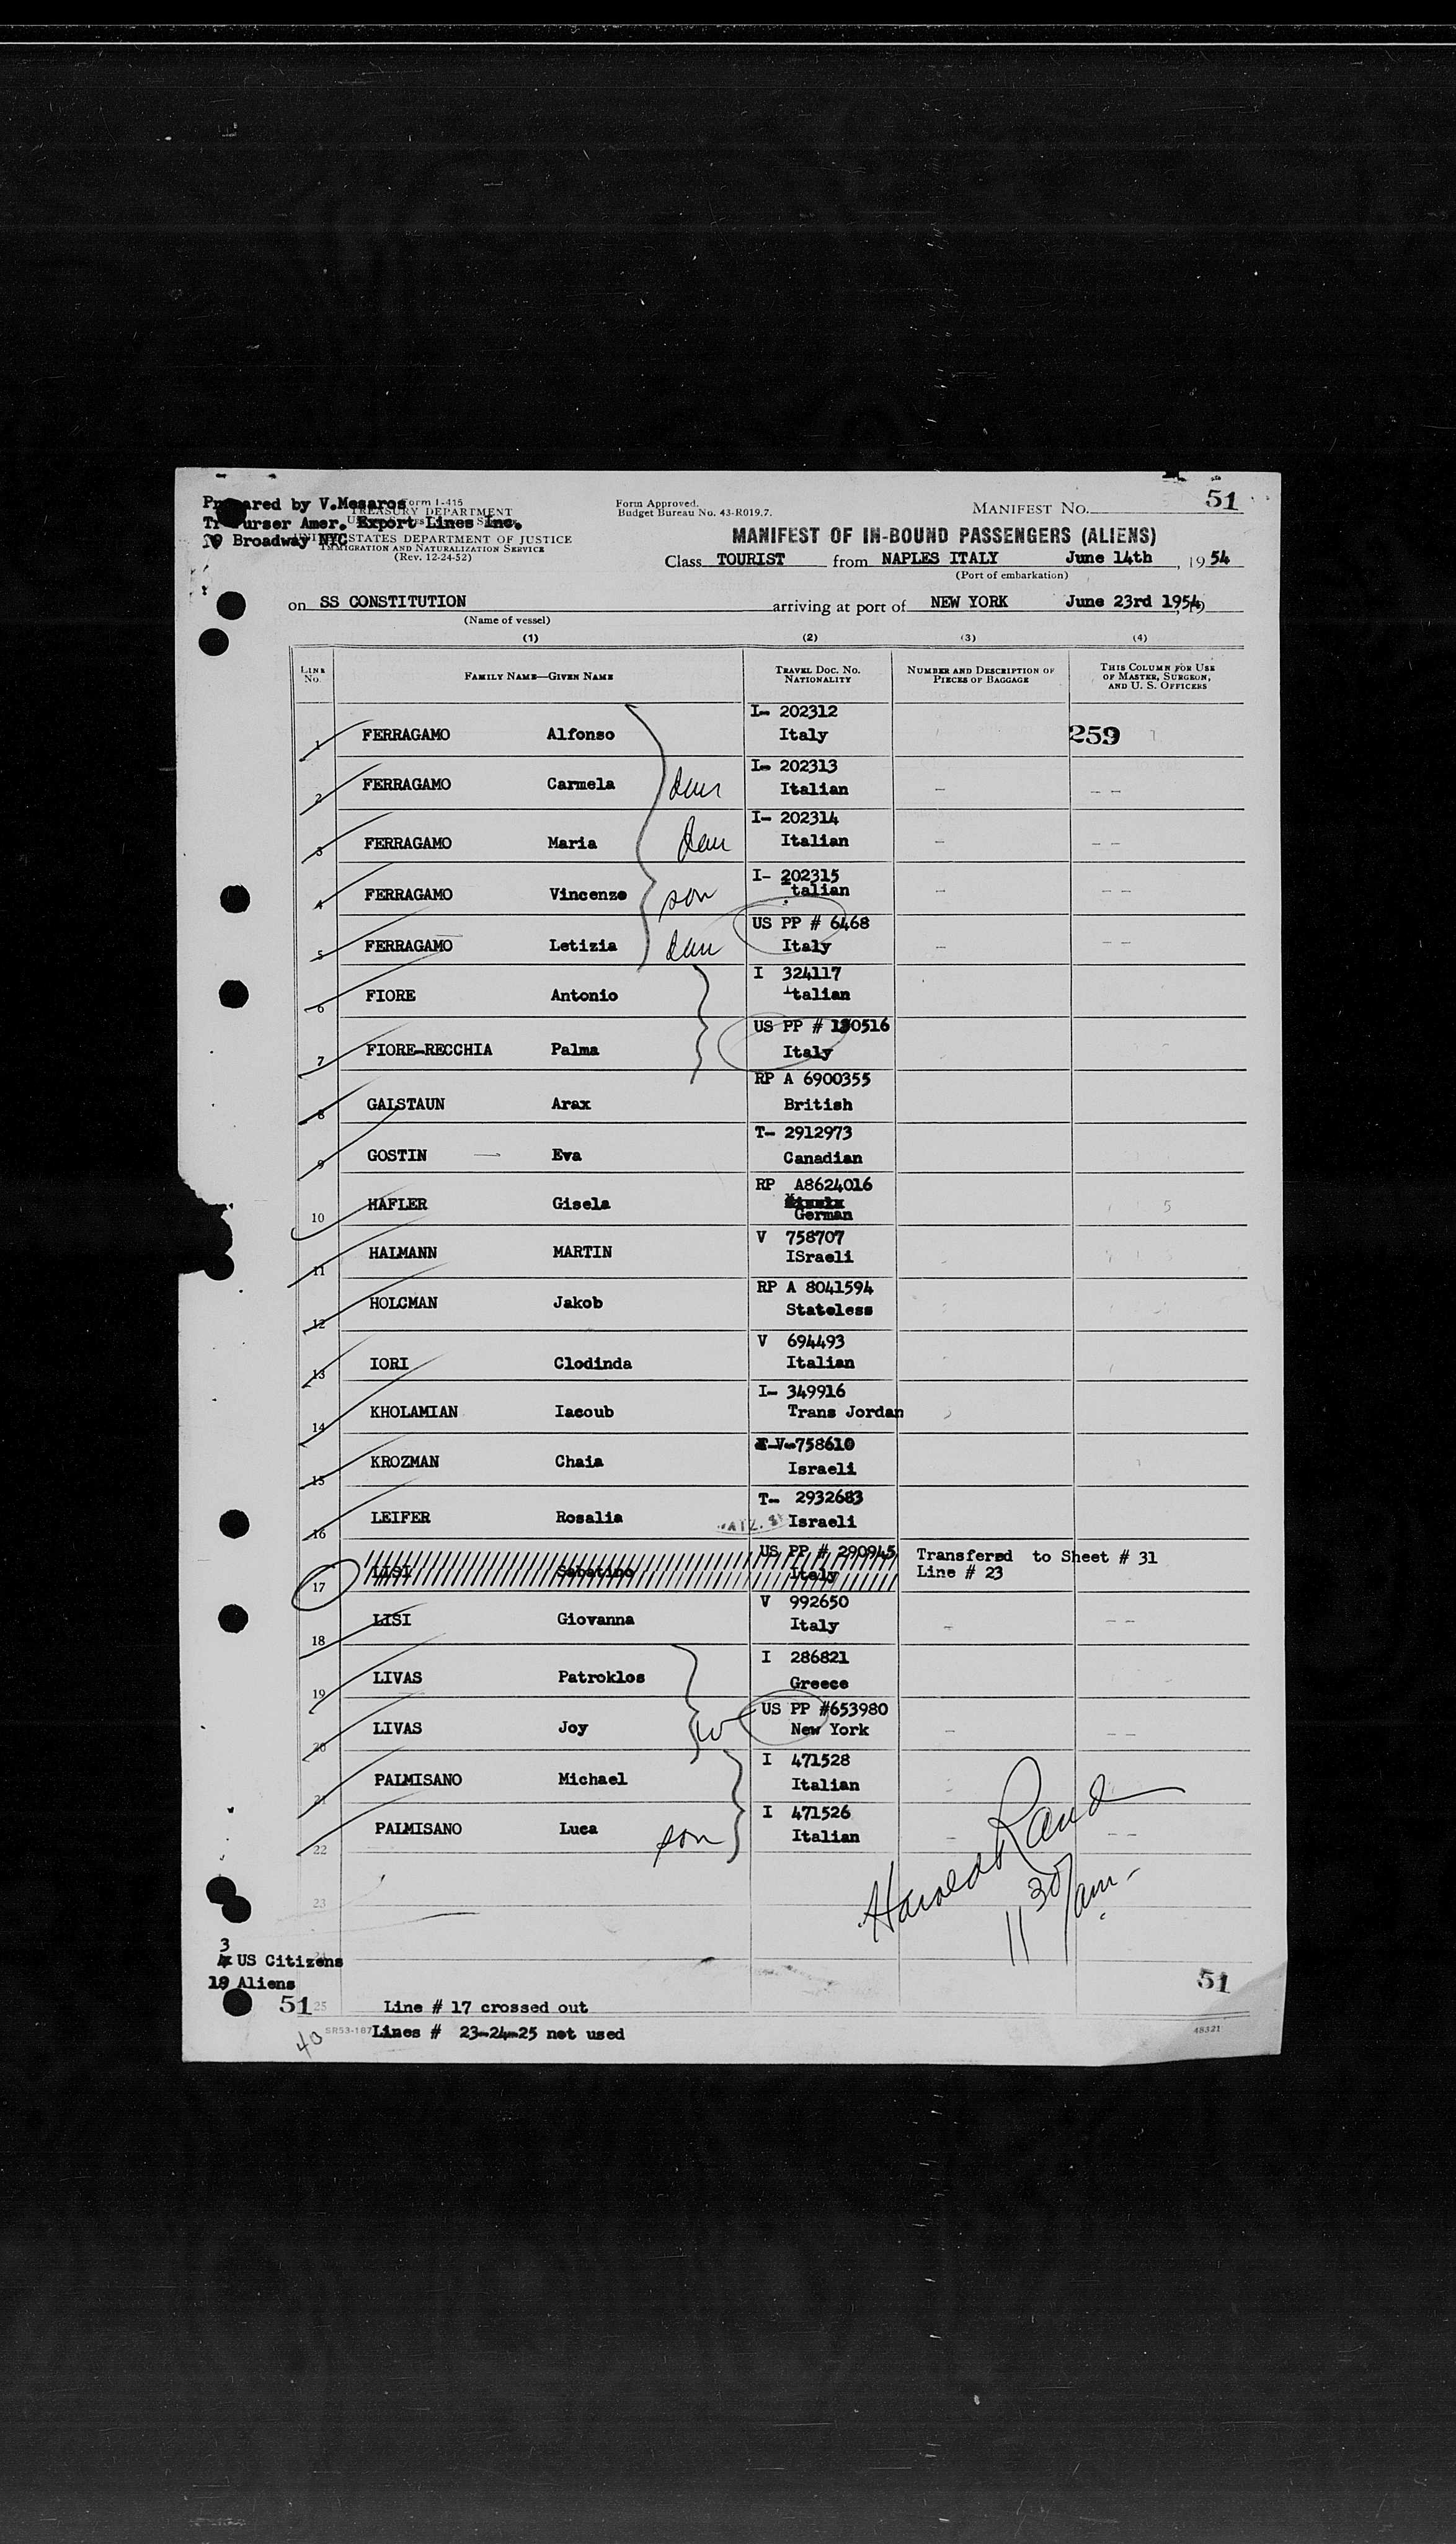 51
Prepared by V.Mesaros
Form I-415
TREASURY DEPARTMENT
Form Approved.
Budget Bureau No. 43-R019.7.
MANIFEST NO.
Purser Amer. Export Lines Inc.
Broadway NYC
STATES DEPARTMENT OF JUSTICE
IMMIGRATION AND NATURALIZATION SERVICE
(Rev. 12-24-52)
MANIFEST OF IN-BOUND PASSENGERS (ALIENS)
Class TOURIST from NAPLES ITALY June 14th, 1954
(Port of embarkation)
on SS CONSTITUTION arriving at port of NEW YORK June 23rd 1954
(Name of vessel)
(1) (2) (3) (4)
LINE No. FAMILY NAME—GIVEN NAME TRAVEL DOC. NO. NATIONALITY NUMBER AND DESCRIPTION OF PIECES OF BAGGAGE THIS COLUMN FOR USE OF MASTER, SURGEON, AND U. S. OFFICERS
1 FERRAGAMO Alfonso I- 202312 Italy 259
2 FERRAGAMO Carmela dau I- 202313 Italian
3 FERRAGAMO Maria dau I- 202314 Italian
4 FERRAGAMO Vincenzo son I- 202315 Italian
5 FERRAGAMO Letizia dau US PP # 6468 Italy
6 FIORE Antonio I 324117 Italian
7 FIORE-RECCHIA Palma US PP # 130516 Italy
8 GALSTAUN Arax RP A 6900355 British
9 GOSTIN Eva T- 2912973 Canadian
10 HAFLER Gisela RP A8624016 German
11 HALMANN MARTIN V 758707 ISraeli
12 HOLCMAN Jakob RP A 8041594 Stateless
13 IORI Clodinda V 694493 Italian
14 KHOLAMIAN Iacoub I- 349916 Trans Jordan
15 KROZMAN Chaia V-758610 Israeli
16 LEIFER Rosalia T- 2932683 Israeli
17 LISI Sabatino US PP # 290945 Italy Transfered to Sheet # 31 Line # 23
18 LISI Giovanna V 992650 Italy
19 LIVAS Patroklos I 286821 Greece
20 LIVAS Joy w US PP #653980 New York
21 PALMISANO Michael I 471528 Italian
22 PALMISANO Luca son I 471526 Italian
23
Harold Rand
11 30/am-
24
3
US Citizens
19 Aliens
51
51 25
Line # 17 crossed out
SR53-187
Lines # 23-24-25 not used
48321